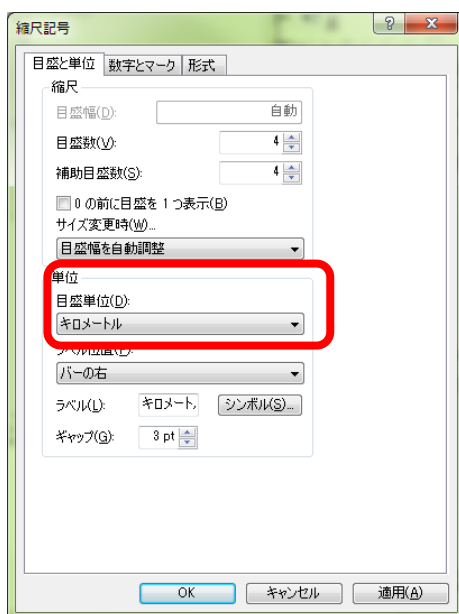 縮尺記号
目盛と単位 数字とマーク 形式
縮尺
目盛幅(D): 自動
目盛数(V): 4
補助目盛数(S): 4
0 の前に目盛を 1 つ表示(B)
サイズ変更時(W)...
目盛幅を自動調整
単位
目盛単位(D):
キロメートル
ラベル位置(P):
バーの右
ラベル(L): キロメート, シンボル(S)...
ギャップ(G): 3 pt
OK キャンセル 適用(A)